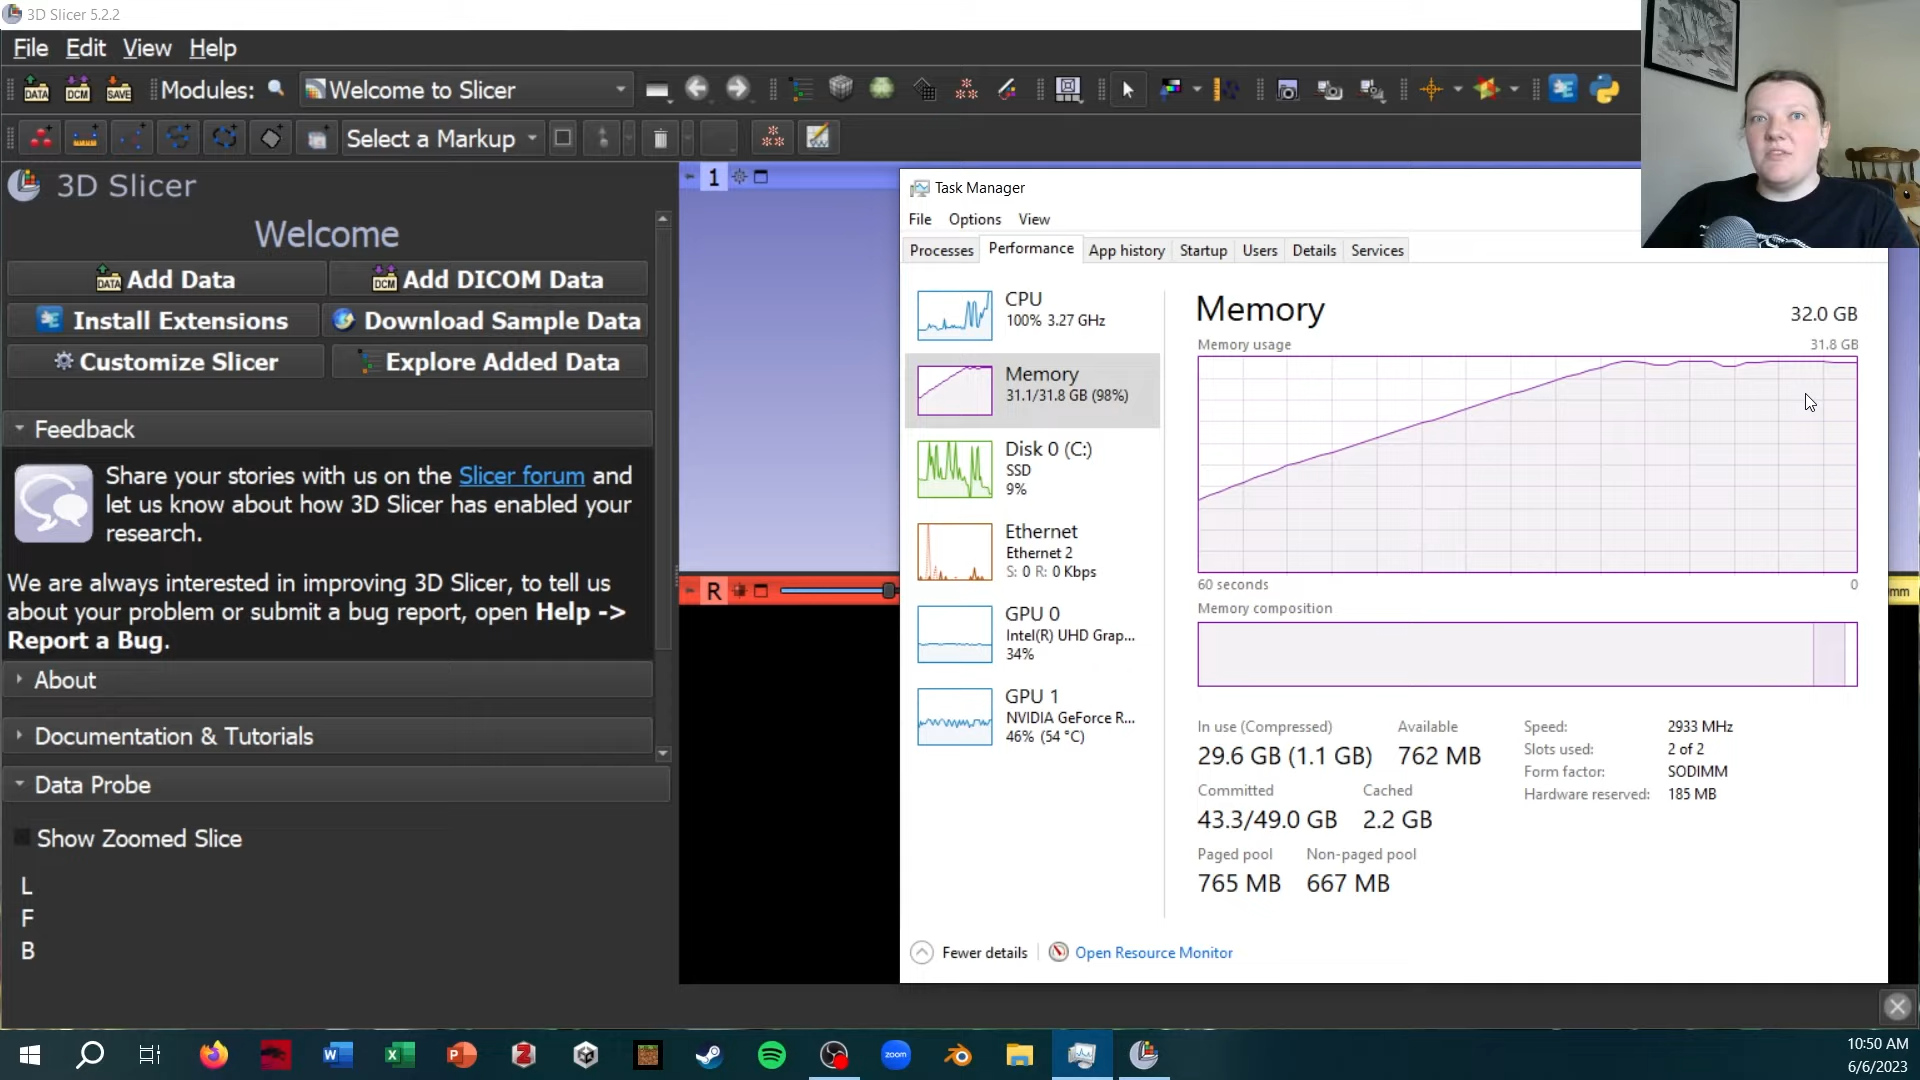 3D Slicer 5.2.2
File Edit View Help
DATA DCM SAVE Modules: Welcome to Slicer
Select a Markup
3D Slicer
Welcome
DATA Add Data
DCM Add DICOM Data
Install Extensions
Download Sample Data
Customize Slicer
Explore Added Data
Feedback
Share your stories with us on the Slicer forum and
let us know about how 3D Slicer has enabled your
research.
We are always interested in improving 3D Slicer, to tell us
about your problem or submit a bug report, open Help ->
Report a Bug.
About
Documentation & Tutorials
Data Probe
Show Zoomed Slice
L
F
B
1
R
mm
Task Manager
File Options View
Processes Performance App history Startup Users Details Services
CPU
100% 3.27 GHz
Memory
31.1/31.8 GB (98%)
Disk 0 (C:)
SSD
9%
Ethernet
Ethernet 2
S: 0 R: 0 Kbps
GPU 0
Intel(R) UHD Grap...
34%
GPU 1
NVIDIA GeForce R...
46% (54 °C)
Memory 32.0 GB
Memory usage 31.8 GB
60 seconds 0
Memory composition
In use (Compressed) Available
29.6 GB (1.1 GB) 762 MB
Committed Cached
43.3/49.0 GB 2.2 GB
Paged pool Non-paged pool
765 MB 667 MB
Speed: 2933 MHz
Slots used: 2 of 2
Form factor: SODIMM
Hardware reserved: 185 MB
Fewer details Open Resource Monitor
zoom
10:50 AM
6/6/2023